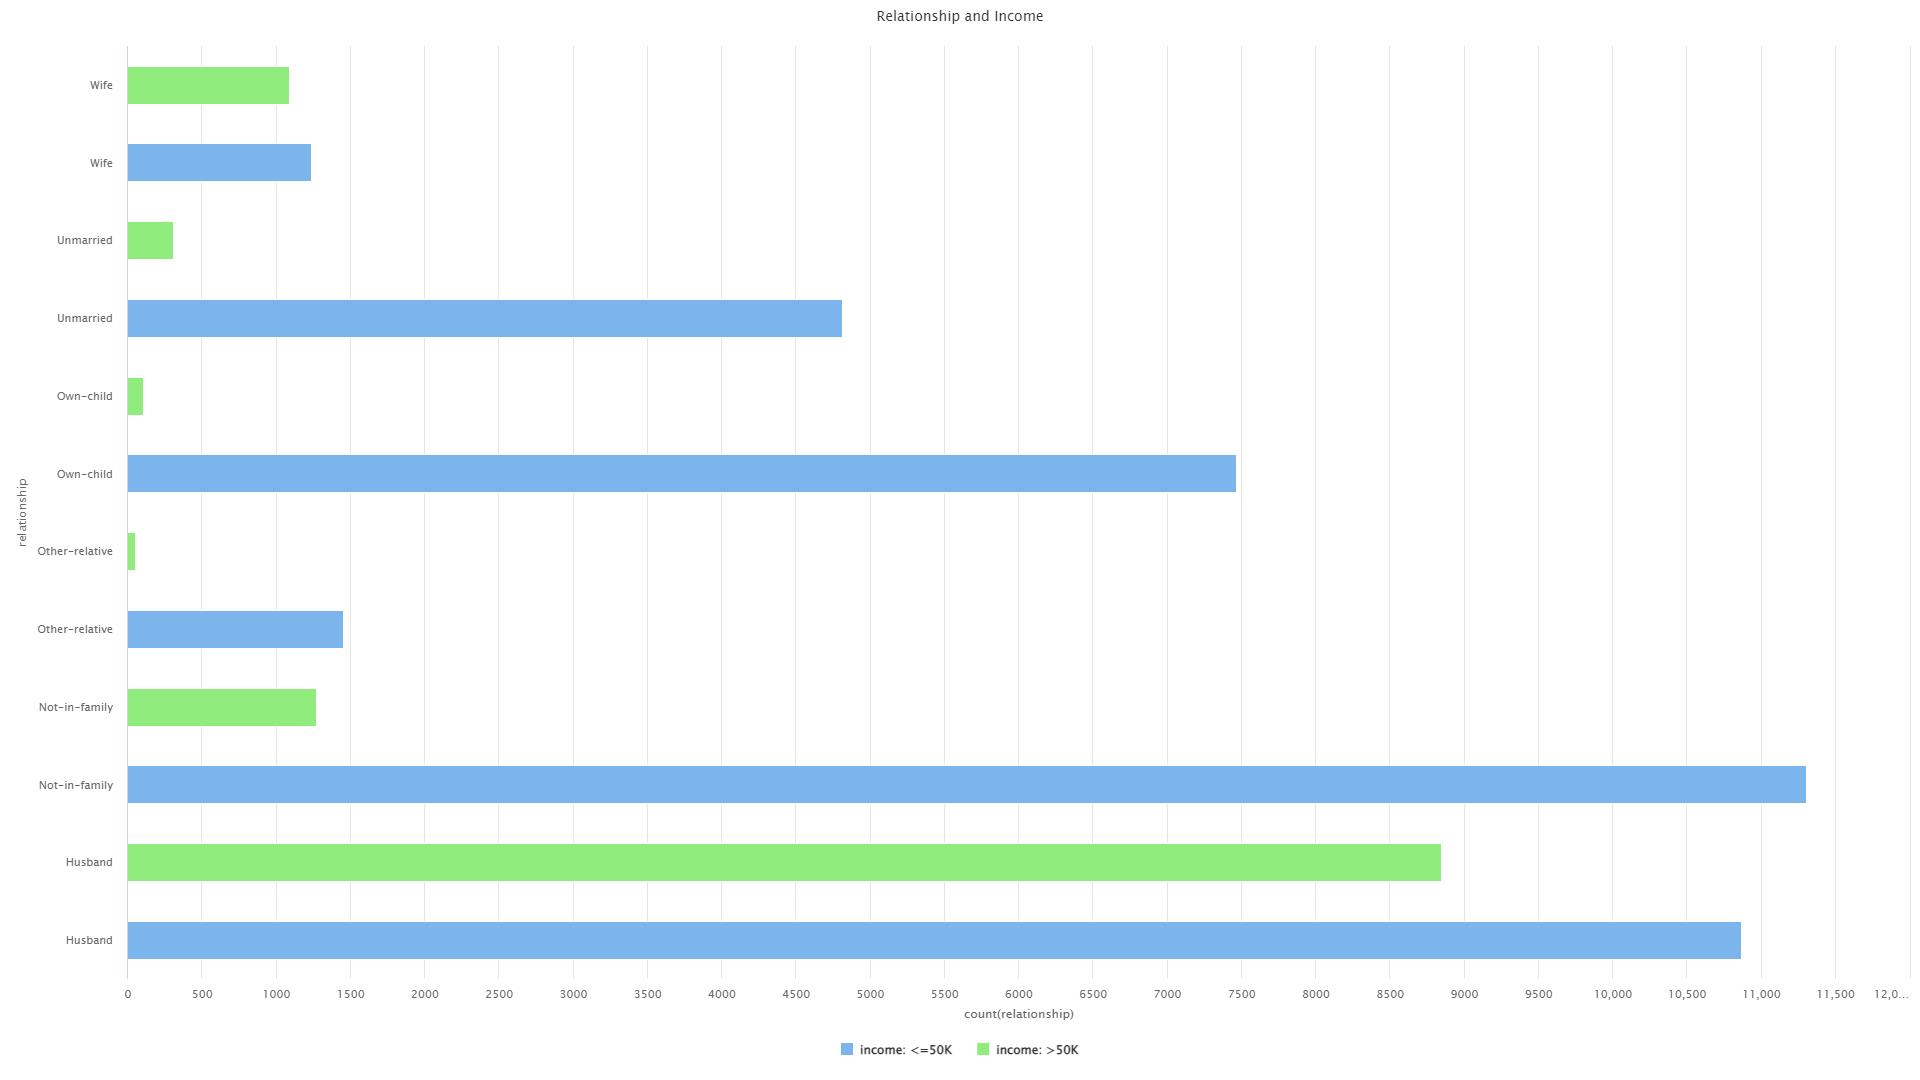 Relationship and Income
Wife
Wife
Unmarried
Unmarried
Own-child
Own-child
relationship
Other-relative
Other-relative
Not-in-family
Not-in-family
Husband
Husband
0 500 1000 1500 2000 2500 3000 3500 4000 4500 5000 5500 6000 6500 7000 7500 8000 8500 9000 9500 10,000 10,500 11,000 11,500 12,0...
count(relationship)
income: <=50K income: >50K